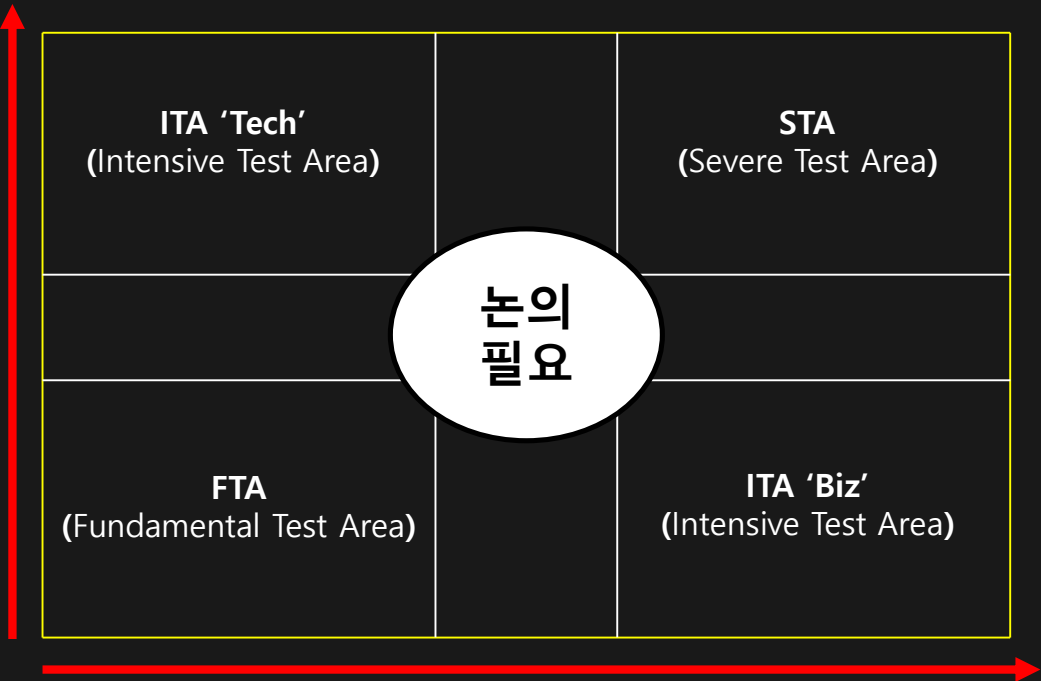 ITA ‘Tech’
(Intensive Test Area)
STA
(Severe Test Area)
논의
필요
FTA
(Fundamental Test Area)
ITA ‘Biz’
(Intensive Test Area)